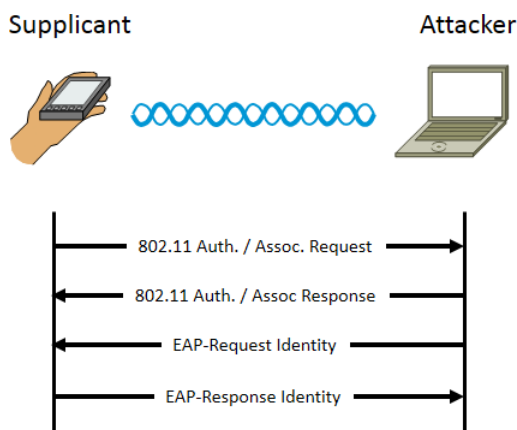 Supplicant
Attacker
802.11 Auth. / Assoc. Request
802.11 Auth. / Assoc Response
EAP-Request Identity
EAP-Response Identity